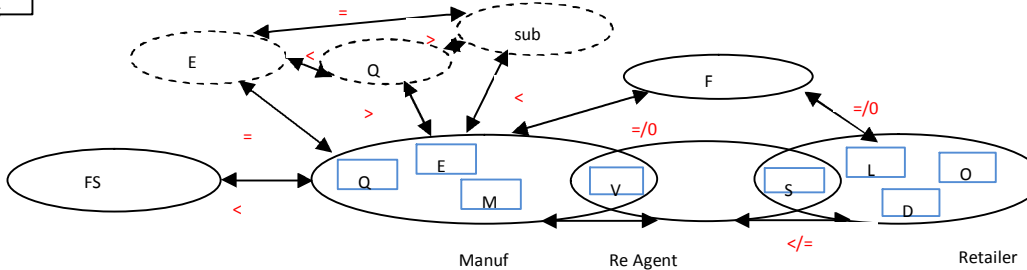 =
sub
>
<
E
Q
F
<
>
=/0
=/0
=
E
L
O
FS
Q
V
S
M
D
<
</=
Manuf
Re Agent
Retailer